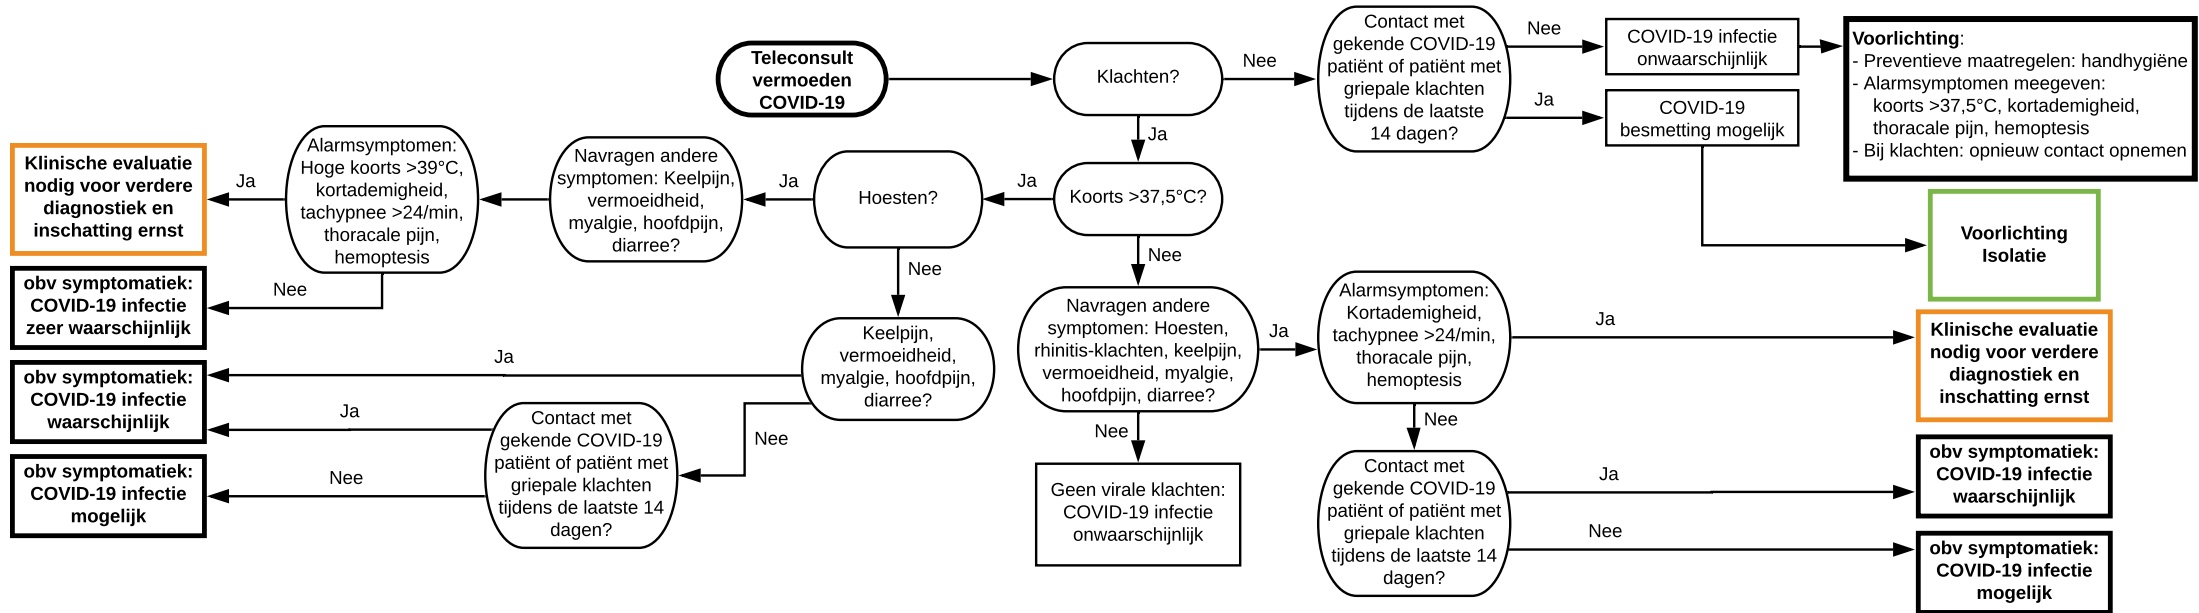 Teleconsult
vermoeden
COVID-19
Klachten?
Nee
Contact met
gekende COVID-19
patiënt of patiënt met
griepale klachten
tijdens de laatste
14 dagen?
Nee
COVID-19 infectie
onwaarschijnlijk
Voorlichting:
- Preventieve maatregelen: handhygiëne
- Alarmsymptomen meegeven:
koorts >37,5°C, kortademigheid,
thoracale pijn, hemoptesis
- Bij klachten: opnieuw contact opnemen
Ja
COVID-19
besmetting mogelijk
Voorlichting
Isolatie
Ja
Koorts >37,5°C?
Ja
Hoesten?
Ja
Navragen andere
symptomen: Keelpijn,
vermoeidheid,
myalgie, hoofdpijn,
diarree?
Alarmsymptomen:
Hoge koorts >39°C,
kortademigheid,
tachypnee >24/min,
thoracale pijn,
hemoptesis
Ja
Klinische evaluatie
nodig voor verdere
diagnostiek en
inschatting ernst
Nee
obv symptomatiek:
COVID-19 infectie
zeer waarschijnlijk
Nee
Keelpijn,
vermoeidheid,
myalgie, hoofdpijn,
diarree?
Ja
obv symptomatiek:
COVID-19 infectie
waarschijnlijk
Nee
Contact met
gekende COVID-19
patiënt of patiënt met
griepale klachten
tijdens de laatste 14
dagen?
Ja
Nee
obv symptomatiek:
COVID-19 infectie
mogelijk
Nee
Navragen andere
symptomen: Hoesten,
rhinitis-klachten, keelpijn,
vermoeidheid, myalgie,
hoofdpijn, diarree?
Nee
Geen virale klachten:
COVID-19 infectie
onwaarschijnlijk
Ja
Alarmsymptomen:
Kortademigheid,
tachypnee >24/min,
thoracale pijn,
hemoptesis
Ja
Klinische evaluatie
nodig voor verdere
diagnostiek en
inschatting ernst
Nee
Contact met
gekende COVID-19
patiënt of patiënt met
griepale klachten
tijdens de laatste 14
dagen?
Ja
obv symptomatiek:
COVID-19 infectie
waarschijnlijk
Nee
obv symptomatiek:
COVID-19 infectie
mogelijk